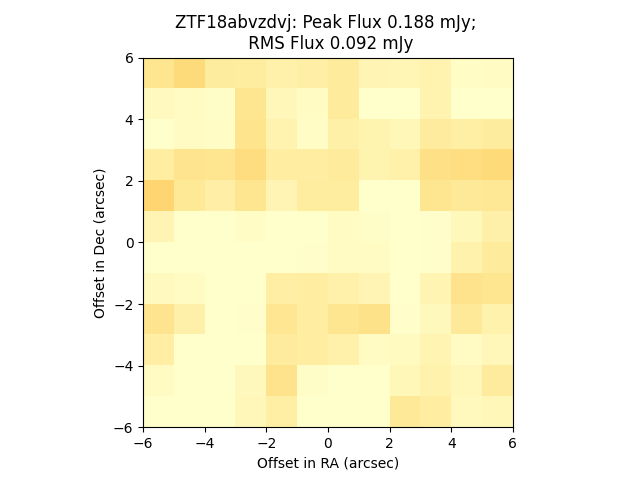 ZTF18abvzdvj: Peak Flux 0.188 mJy;
RMS Flux 0.092 mJy
6
4
2
0
−2
−4
−6
Offset in Dec (arcsec)
−6 −4 −2 0 2 4 6
Offset in RA (arcsec)